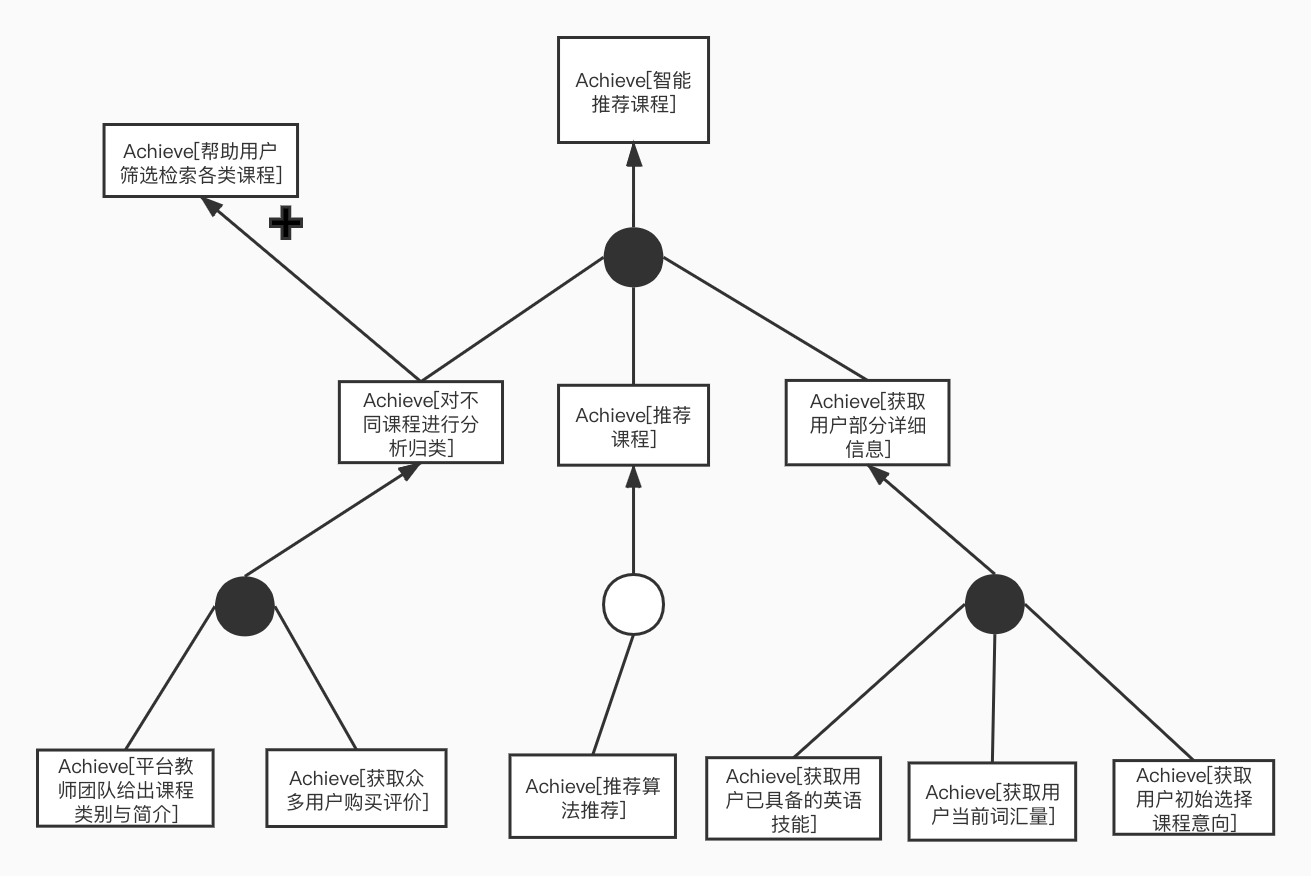 Achieve[智能
推荐课程]
Achieve[帮助用户
筛选检索各类课程]
Achieve[对不
同课程进行分
析归类]
Achieve[推荐
课程]
Achieve[获取
用户部分详细
信息]
Achieve[平台教
师团队给出课程
类别与简介]
Achieve[获取众
多用户购买评价]
Achieve[推荐算
法推荐]
Achieve[获取用
户已具备的英语
技能]
Achieve[获取用
户当前词汇量]
Achieve[获取
用户初始选择
课程意向]